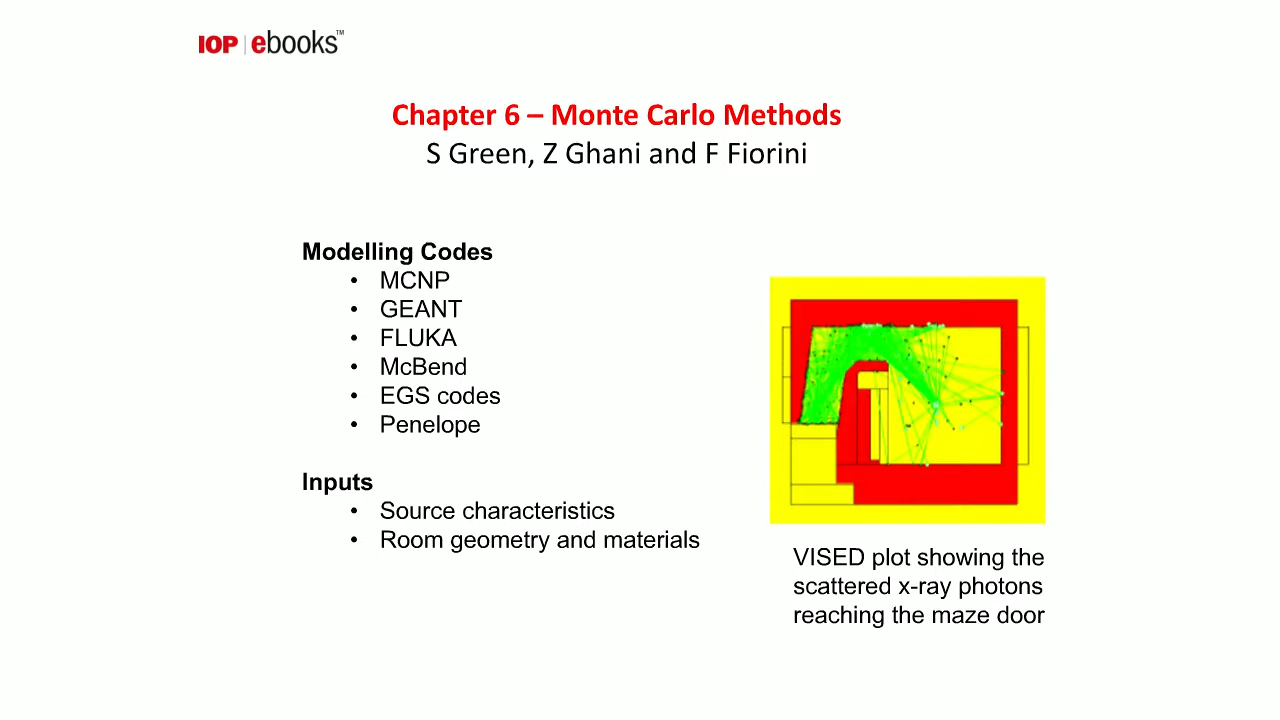 IOP | ebooks™
Chapter 6 – Monte Carlo Methods
S Green, Z Ghani and F Fiorini
Modelling Codes
• MCNP
• GEANT
• FLUKA
• McBend
• EGS codes
• Penelope
Inputs
• Source characteristics
• Room geometry and materials
VISED plot showing the
scattered x-ray photons
reaching the maze door